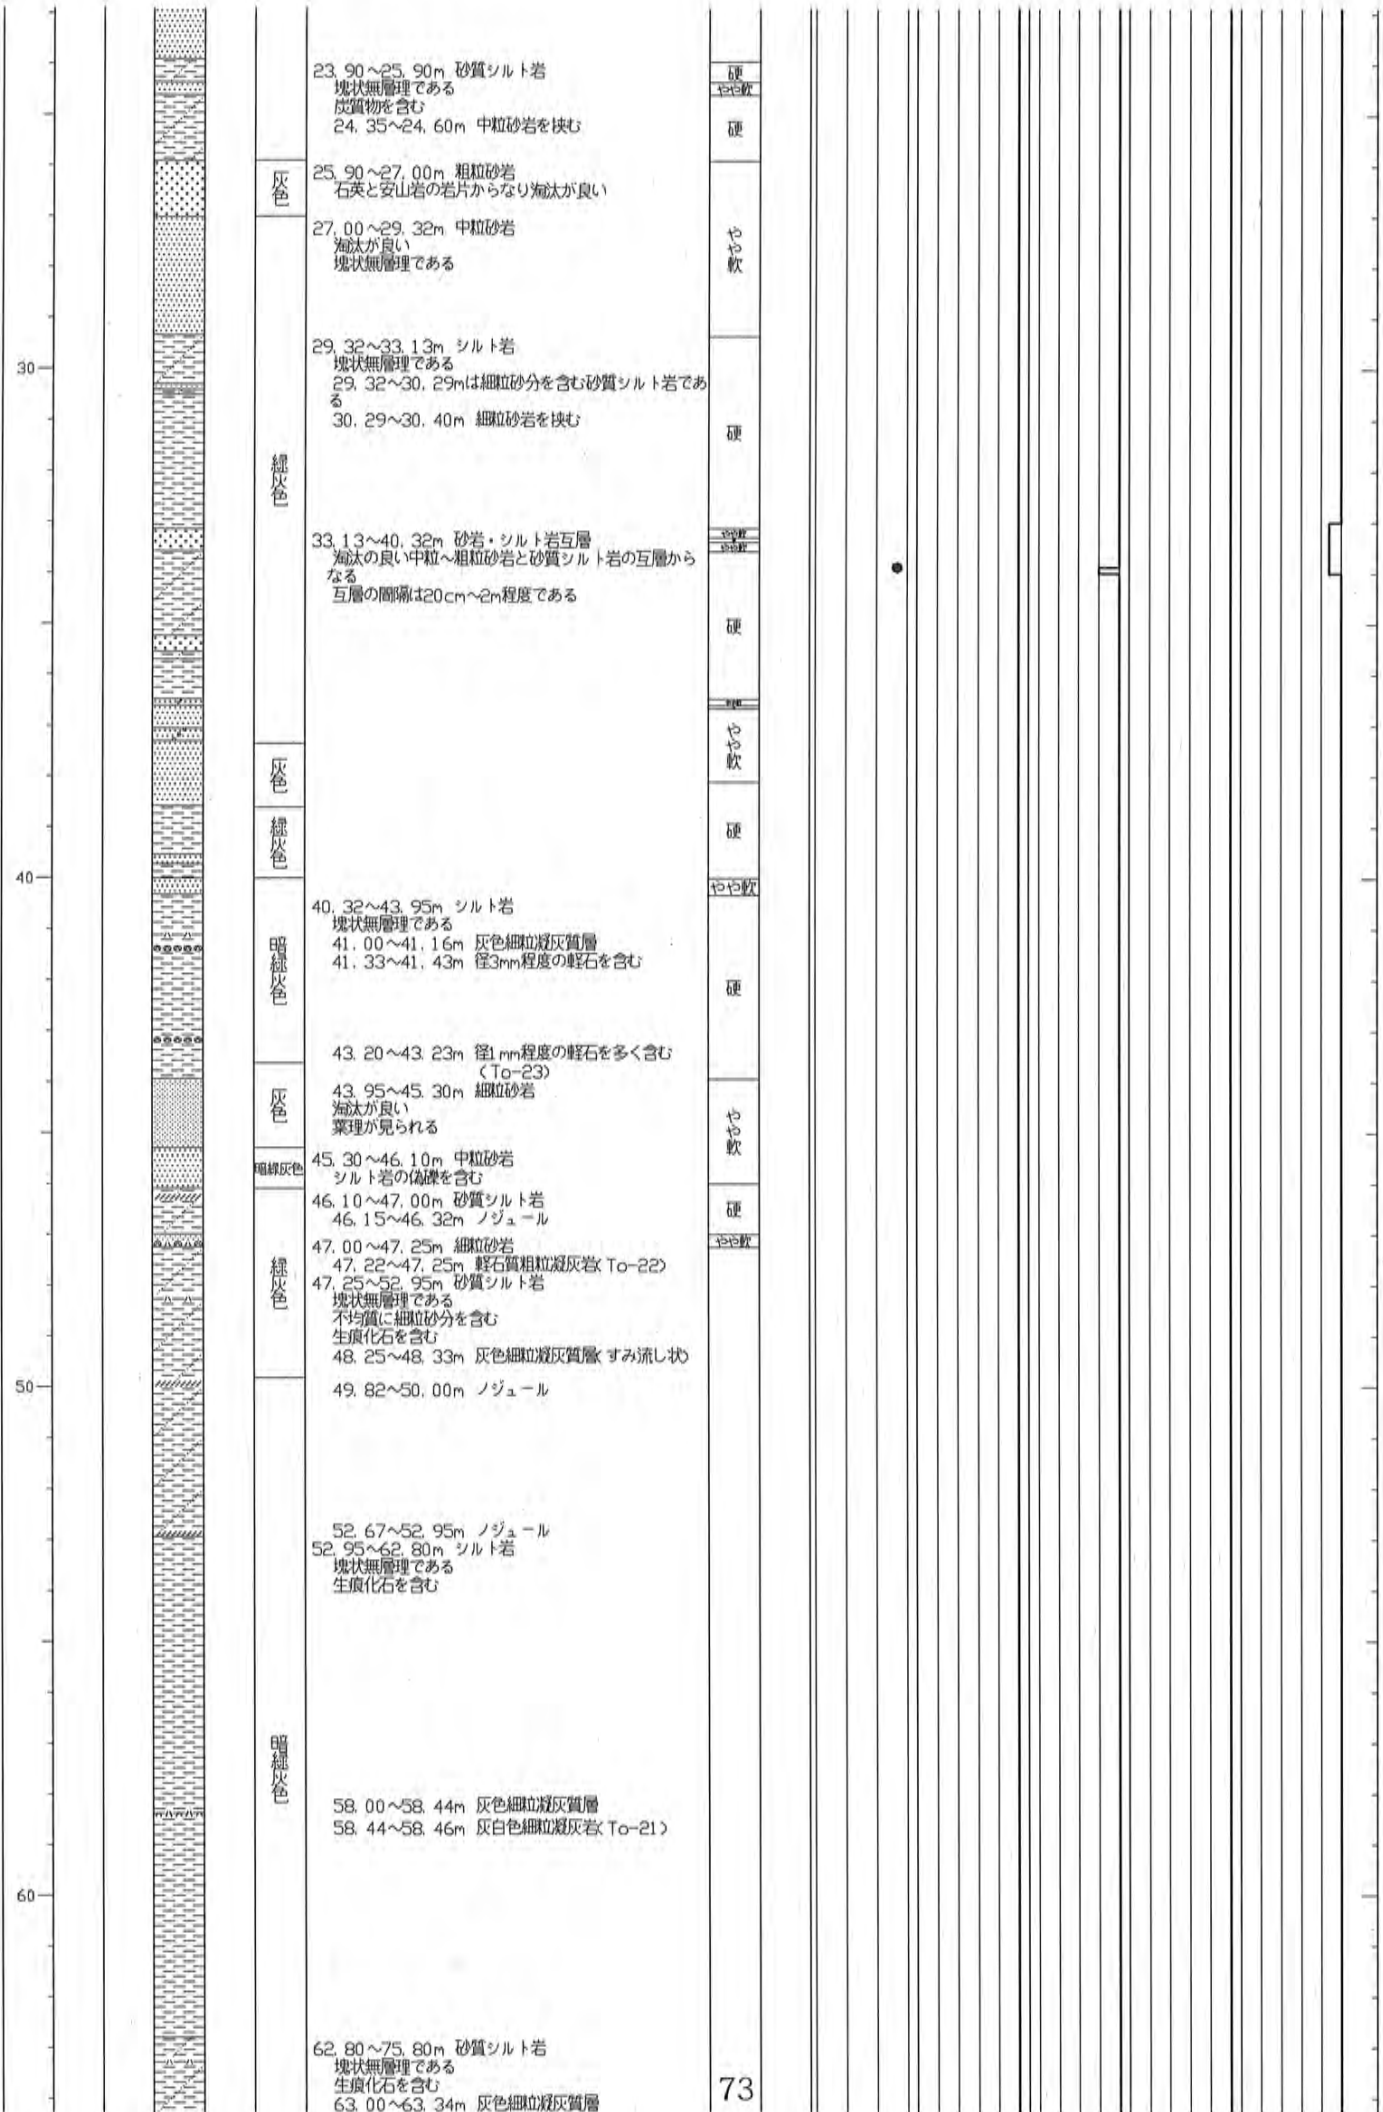 23. 90～25. 90m 砂質シルト岩
塊状無層理である
炭質物を含む
24. 35～24. 60m 中粒砂岩を挟む
25. 90～27. 00m 粗粒砂岩
石英と安山岩の岩片からなり淘汰が良い
27. 00～29. 32m 中粒砂岩
淘汰が良い
塊状無層理である
29. 32～33. 13m シルト岩
塊状無層理である
29. 32～30. 29mは細粒砂分を含む砂質シルト岩であ
る
30. 29～30. 40m 細粒砂岩を挟む
33. 13～40. 32m 砂岩・シルト岩互層
淘汰の良い中粒～粗粒砂岩と砂質シルト岩の互層から
なる
互層の間隔は20cm～2m程度である
40. 32～43. 95m シルト岩
塊状無層理である
41. 00～41. 16m 灰色細粒凝灰質層
41. 33～41. 43m 径3mm程度の軽石を含む
43. 20～43. 23m 径1mm程度の軽石を多く含む
(To-23)
43. 95～45. 30m 細粒砂岩
淘汰が良い
葉理が見られる
45. 30～46. 10m 中粒砂岩
シルト岩の偽礫を含む
46. 10～47. 00m 砂質シルト岩
46. 15～46. 32m ノジュール
47. 00～47. 25m 細粒砂岩
47. 22～47. 25m 軽石質粗粒凝灰岩(To-22)
47. 25～52. 95m 砂質シルト岩
塊状無層理である
不均質に細粒砂分を含む
生痕化石を含む
48. 25～48. 33m 灰色細粒凝灰質層(すみ流し状)
49. 82～50. 00m ノジュール
52. 67～52. 95m ノジュール
52. 95～62. 80m シルト岩
塊状無層理である
生痕化石を含む
58. 00～58. 44m 灰色細粒凝灰質層
58. 44～58. 46m 灰白色細粒凝灰岩(To-21)
62. 80～75. 80m 砂質シルト岩
塊状無層理である
生痕化石を含む
63. 00～63. 34m 灰色細粒凝灰質層
30
40
50
60
灰色
緑灰色
灰色
緑灰色
暗緑灰色
灰色
暗緑灰色
緑灰色
暗緑灰色
硬
やや軟
硬
やや軟
硬
やや軟
やや軟
硬
やや軟
硬
やや軟
硬
やや軟
硬
やや軟
73